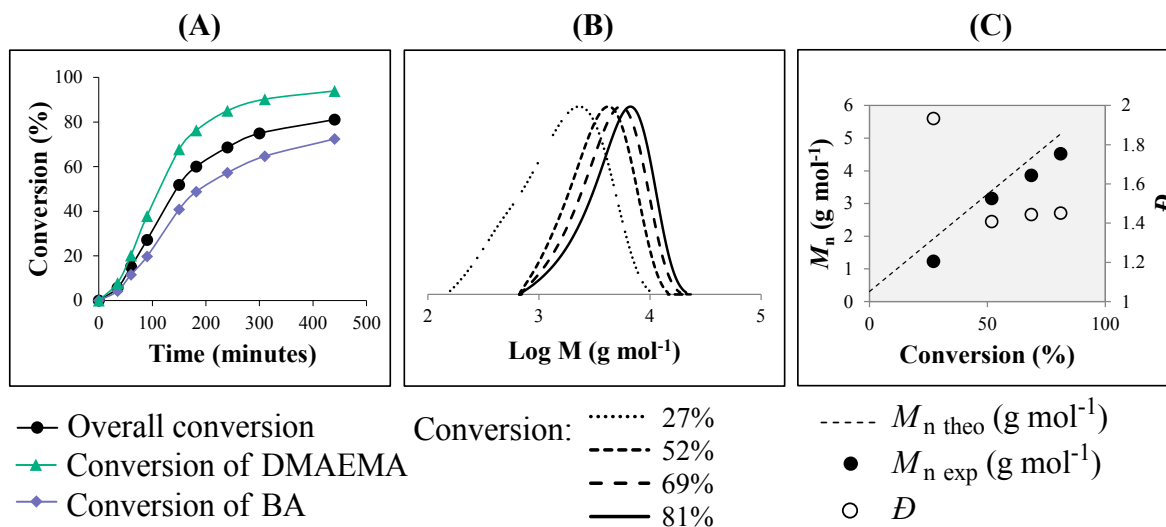 (A)
(B)
(C)
Conversion (%)
100
80
60
40
20
0
0 100 200 300 400 500
Time (minutes)
2 3 4 5
Log M (g mol⁻¹)
Mₙ (g mol⁻¹)
6
5
4
3
2
1
0
2
1.8
1.6
1.4
1.2
1
Đ
0 50 100
Conversion (%)
Overall conversion
Conversion of DMAEMA
Conversion of BA
Conversion:
27%
52%
69%
81%
Mₙ theo (g mol⁻¹)
Mₙ exp (g mol⁻¹)
Đ